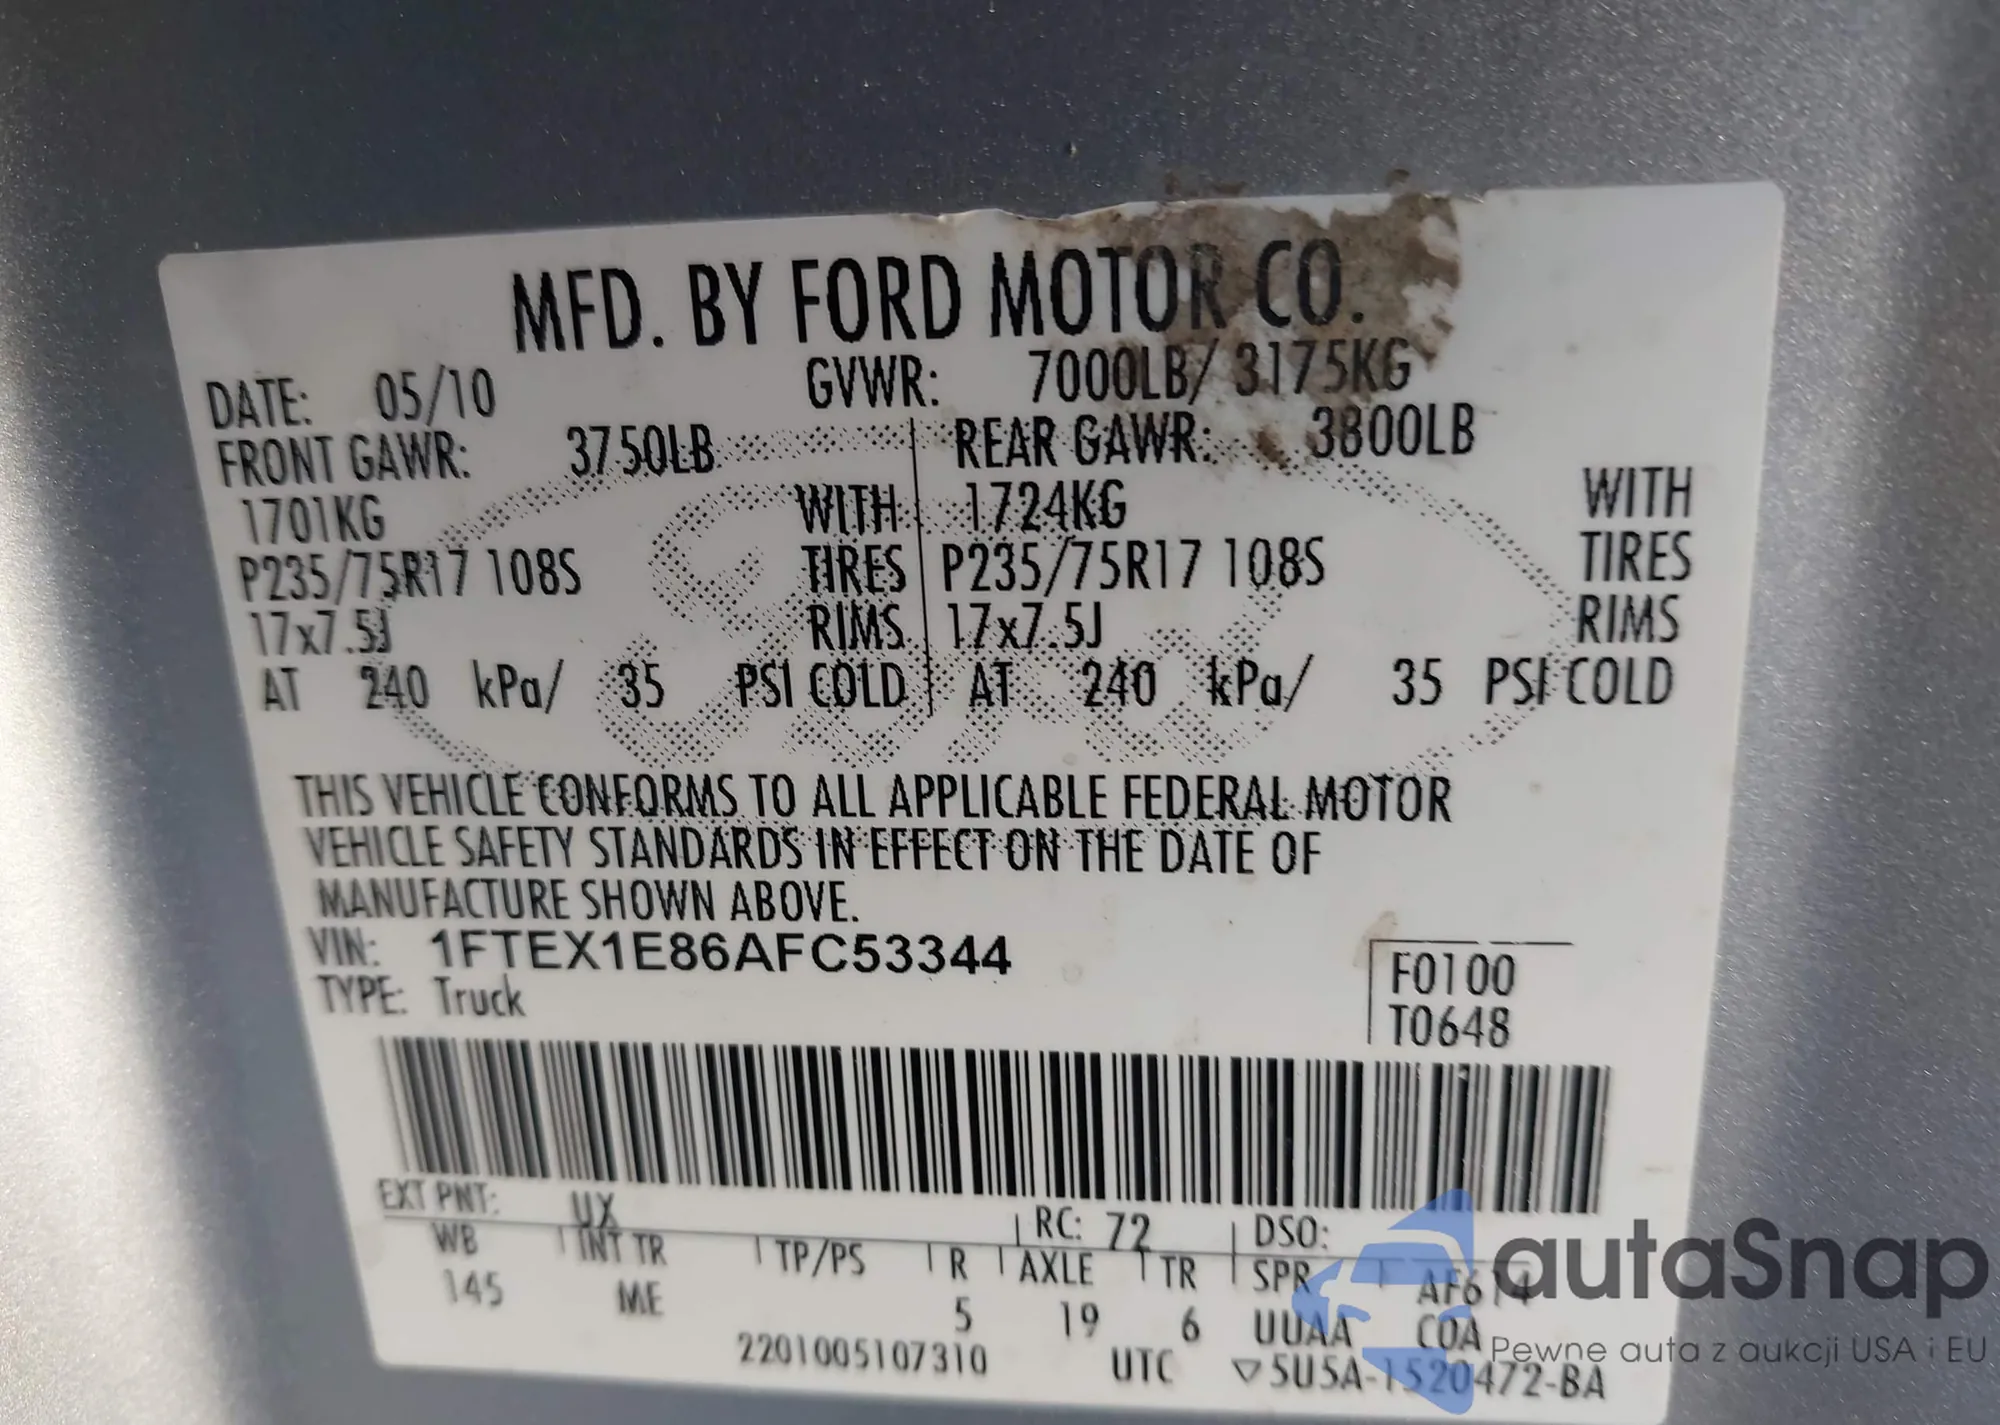 MFD. BY FORD MOTOR CO.
DATE: 05/10 GVWR: 7000LB/ 3175KG
FRONT GAWR: 3750LB REAR GAWR: 3800LB
1701KG WITH 1724KG WITH
P235/75R17 108S TIRES P235/75R17 108S TIRES
17x7.5J RIMS 17x7.5J RIMS
AT 240 kPa/ 35 PSI COLD AT 240 kPa/ 35 PSI COLD
THIS VEHICLE CONFORMS TO ALL APPLICABLE FEDERAL MOTOR
VEHICLE SAFETY STANDARDS IN EFFECT ON THE DATE OF
MANUFACTURE SHOWN ABOVE.
VIN: 1FTEX1E86AFC53344
TYPE: Truck
F0100
T0648
EXT PNT: UX RC: 72 DSO:
WB INT TR TP/PS R AXLE TR SPR AF614
145 ME 5 19 6 UUAA COA
2201005107310 UTC ▽5U5A-1520472-BA
autaSnap
Pewne auta z aukcji USA i EU